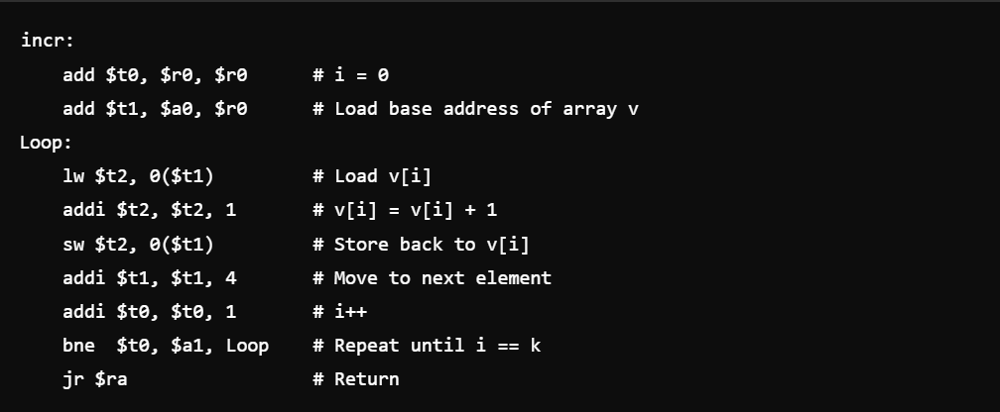 incr:
    add $t0, $r0, $r0      # i = 0
    add $t1, $a0, $r0      # Load base address of array v
Loop:
    lw $t2, 0($t1)         # Load v[i]
    addi $t2, $t2, 1       # v[i] = v[i] + 1
    sw $t2, 0($t1)         # Store back to v[i]
    addi $t1, $t1, 4       # Move to next element
    addi $t0, $t0, 1       # i++
    bne  $t0, $a1, Loop    # Repeat until i == k
    jr $ra                 # Return